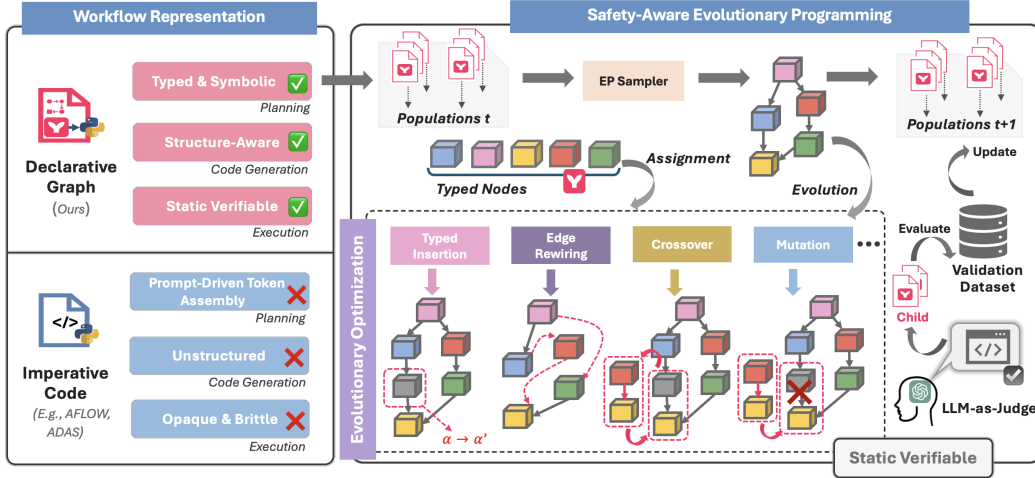 Workflow Representation
Typed & Symbolic
Planning
Structure-Aware
Code Generation
Declarative
Graph
(Ours)
Static Verifiable
Execution
Prompt-Driven Token
Assembly
Planning
</>
Unstructured
Code Generation
Imperative
Code
(E.g., AFLOW,
ADAS)
Opaque & Brittle
Execution
Safety-Aware Evolutionary Programming
Populations t
EP Sampler
Populations t+1
Typed Nodes
Assignment
Evolution
Update
Evaluate
Validation
Dataset
Child
</>
LLM-as-Judge
Evolutionary Optimization
Typed
Insertion
Edge
Rewiring
Crossover
Mutation
•••
α → α'
Static Verifiable